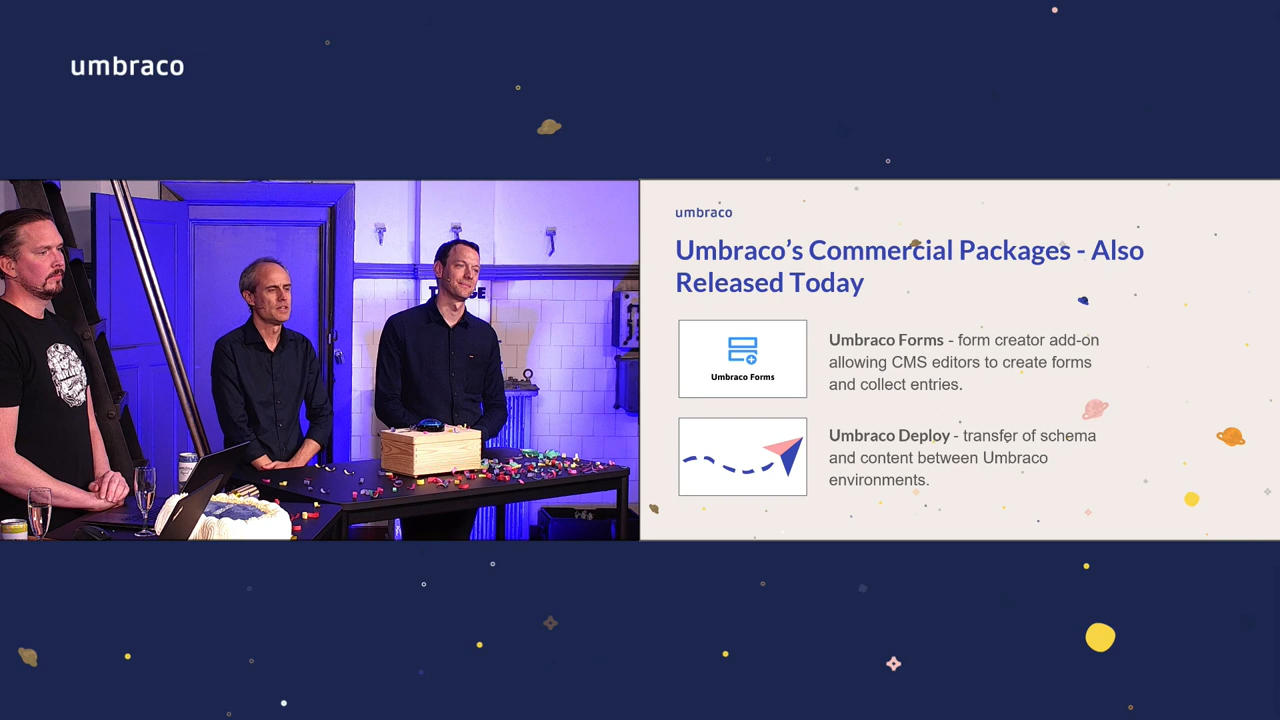 umbraco
umbraco
Umbraco’s Commercial Packages - Also
Released Today
Umbraco Forms
Umbraco Forms - form creator add-on
allowing CMS editors to create forms
and collect entries.
Umbraco Deploy - transfer of schema
and content between Umbraco
environments.